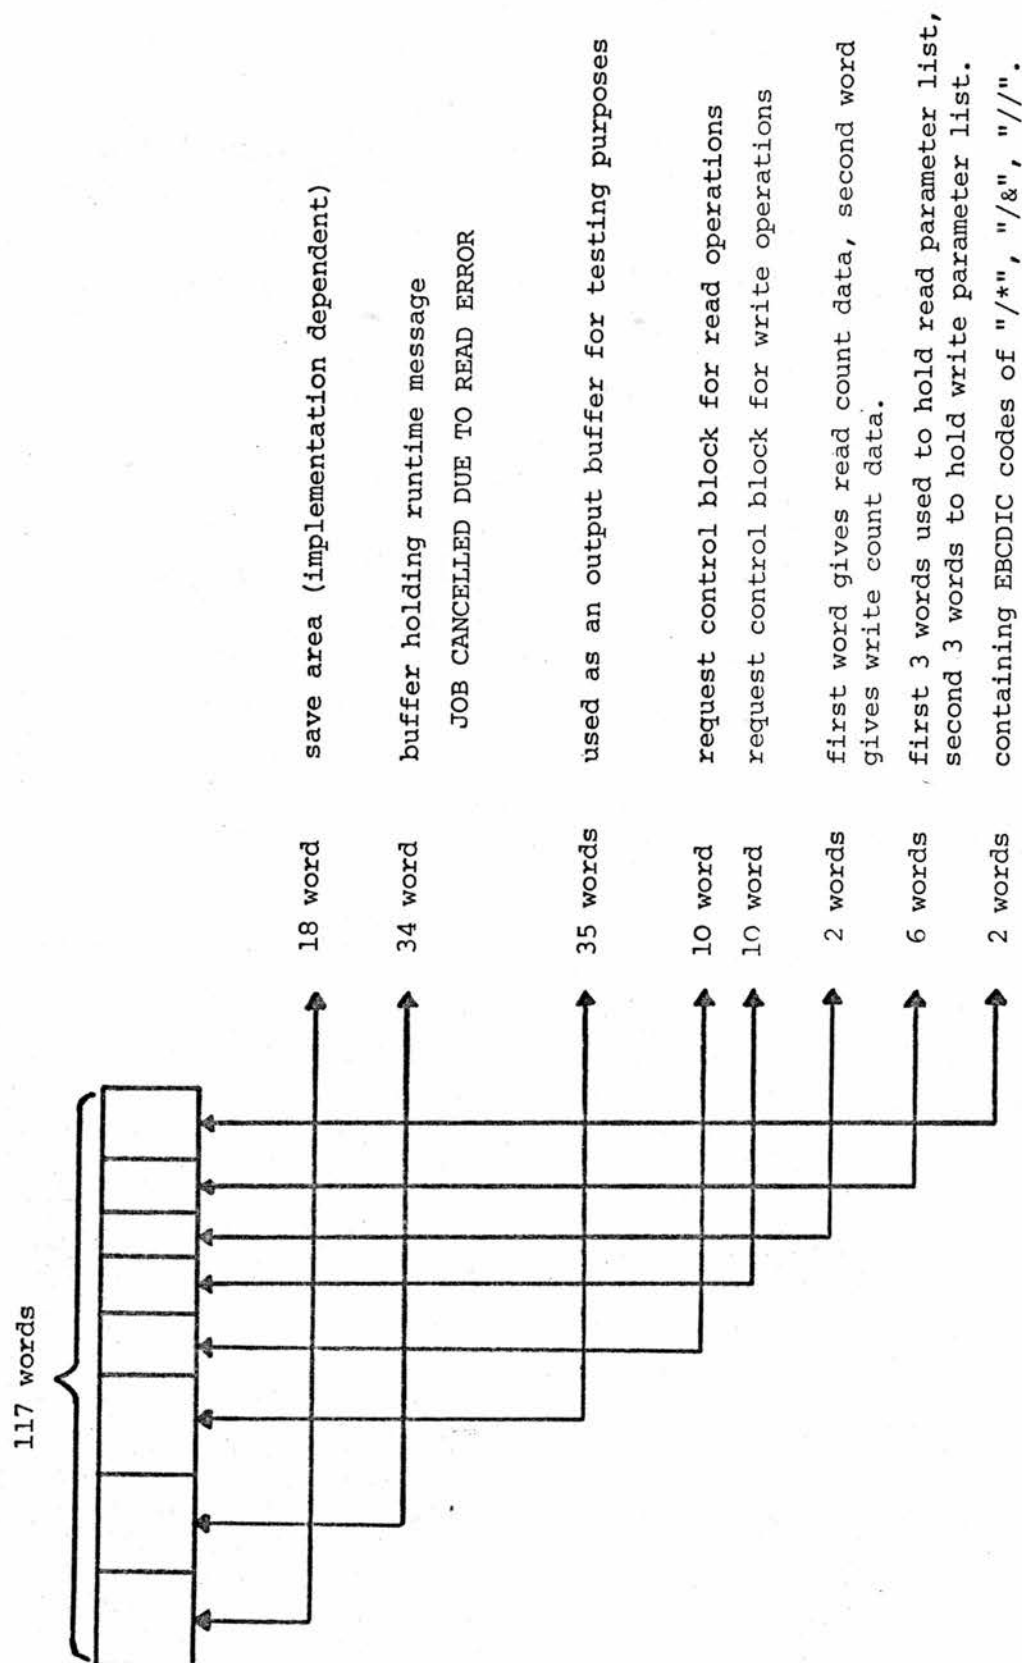 117 words
18 word save area (implementation dependent)
34 word buffer holding runtime message
JOB CANCELLED DUE TO READ ERROR
35 words used as an output buffer for testing purposes
10 word request control block for read operations
10 word request control block for write operations
2 words first word gives read count data, second word
gives write count data.
6 words first 3 words used to hold read parameter list,
second 3 words to hold write parameter list.
2 words containing EBCDIC codes of "/*", "/&", "//".